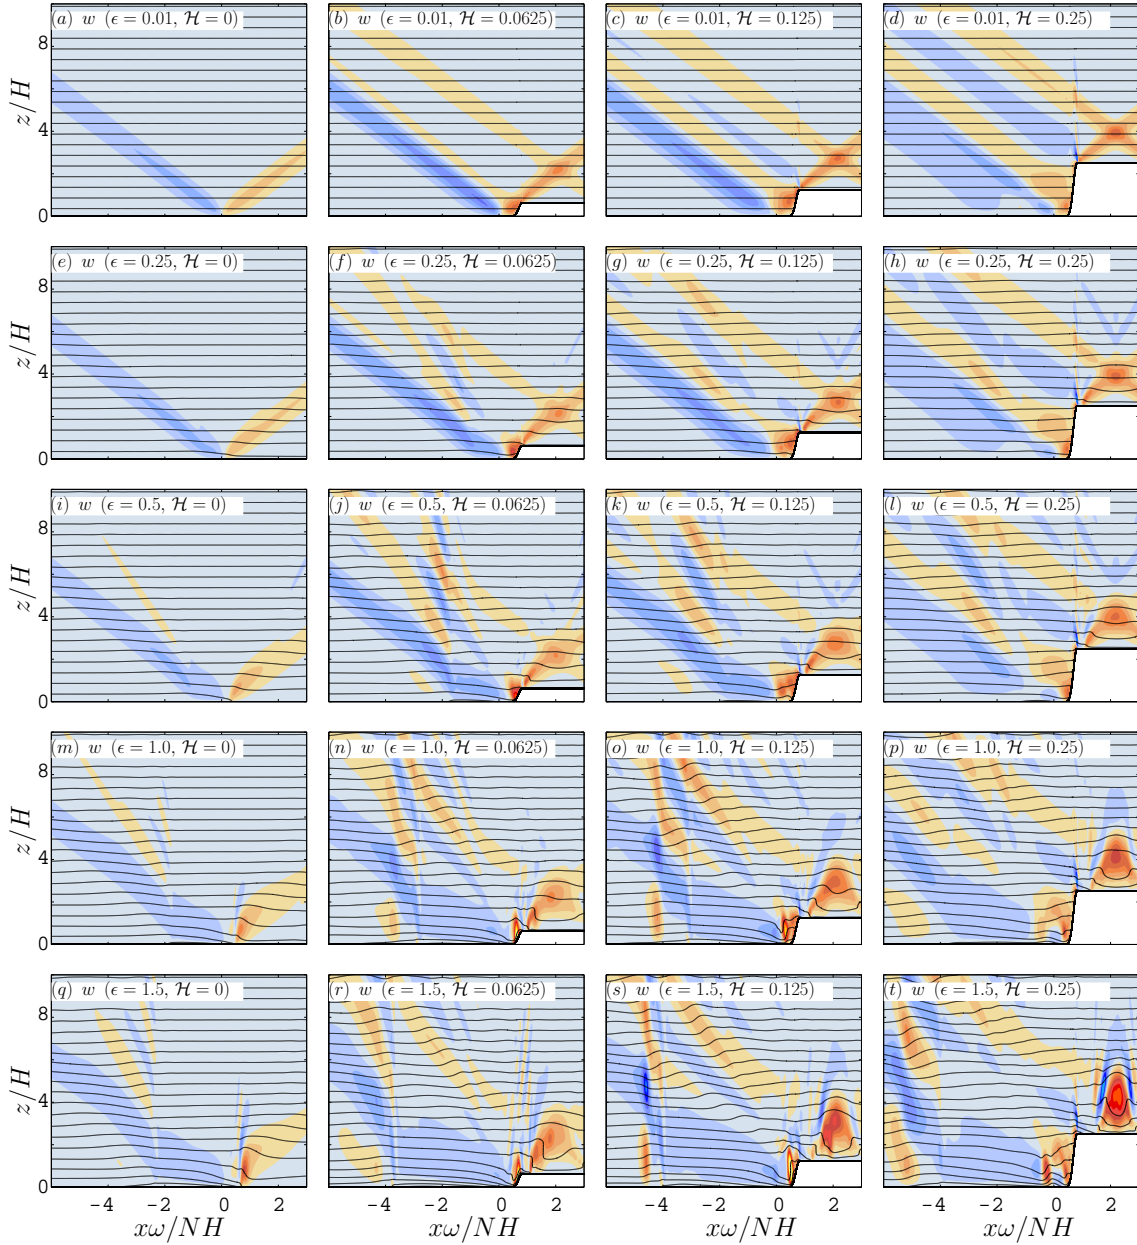 (a) w (ϵ = 0.01, ℋ = 0)
(b) w (ϵ = 0.01, ℋ = 0.0625)
(c) w (ϵ = 0.01, ℋ = 0.125)
(d) w (ϵ = 0.01, ℋ = 0.25)
8
4
0
z/H
(e) w (ϵ = 0.25, ℋ = 0)
(f) w (ϵ = 0.25, ℋ = 0.0625)
(g) w (ϵ = 0.25, ℋ = 0.125)
(h) w (ϵ = 0.25, ℋ = 0.25)
8
4
0
z/H
(i) w (ϵ = 0.5, ℋ = 0)
(j) w (ϵ = 0.5, ℋ = 0.0625)
(k) w (ϵ = 0.5, ℋ = 0.125)
(l) w (ϵ = 0.5, ℋ = 0.25)
8
4
0
z/H
(m) w (ϵ = 1.0, ℋ = 0)
(n) w (ϵ = 1.0, ℋ = 0.0625)
(o) w (ϵ = 1.0, ℋ = 0.125)
(p) w (ϵ = 1.0, ℋ = 0.25)
8
4
0
z/H
(q) w (ϵ = 1.5, ℋ = 0)
(r) w (ϵ = 1.5, ℋ = 0.0625)
(s) w (ϵ = 1.5, ℋ = 0.125)
(t) w (ϵ = 1.5, ℋ = 0.25)
8
4
0
z/H
-4 -2 0 2
-4 -2 0 2
-4 -2 0 2
-4 -2 0 2
xω/NH
xω/NH
xω/NH
xω/NH